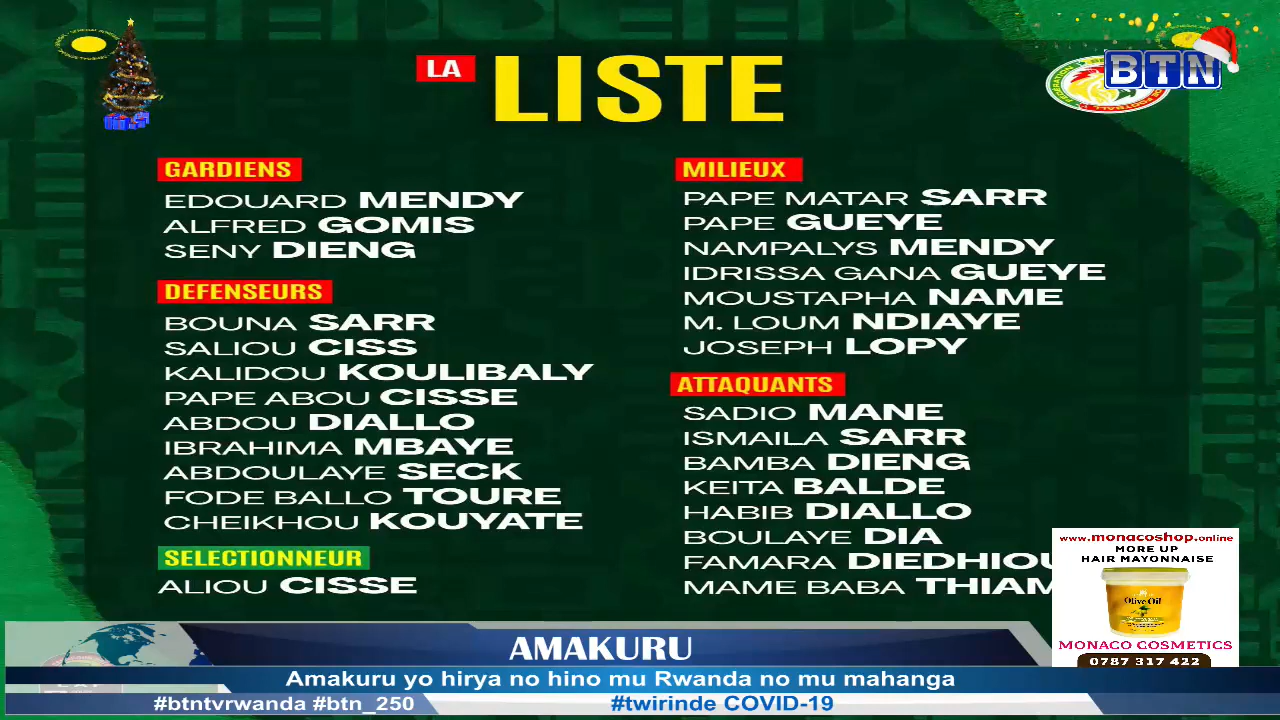 LA LISTE
BTN
GARDIENS
EDOUARD MENDY
ALFRED GOMIS
SENY DIENG
DEFENSEURS
BOUNA SARR
SALIOU CISS
KALIDOU KOULIBALY
PAPE ABOU CISSE
ABDOU DIALLO
IBRAHIMA MBAYE
ABDOULAYE SECK
FODE BALLO TOURE
CHEIKHOU KOUYATE
SELECTIONNEUR
ALIOU CISSE
MILIEUX
PAPE MATAR SARR
PAPE GUEYE
NAMPALYS MENDY
IDRISSA GANA GUEYE
MOUSTAPHA NAME
M. LOUM NDIAYE
JOSEPH LOPY
ATTAQUANTS
SADIO MANE
ISMAILA SARR
BAMBA DIENG
KEITA BALDE
HABIB DIALLO
BOULAYE DIA
FAMARA DIEDHIOU
MAME BABA THIAM
www.monacoshop.online
MORE UP
HAIR MAYONNAISE
Olive Oil
MONACO COSMETICS
0787 317 422
AMAKURU
Amakuru yo hirya no hino mu Rwanda no mu mahanga
#btntvrwanda #btn_250
#twirinde COVID-19